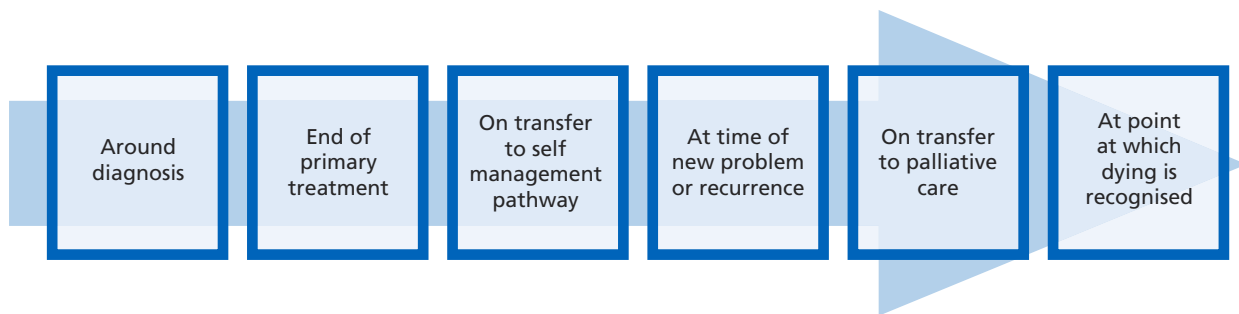 Around
diagnosis
End of
primary
treatment
On transfer
to self
management
pathway
At time of
new problem
or recurrence
On transfer
to palliative
care
At point
at which
dying is
recognised